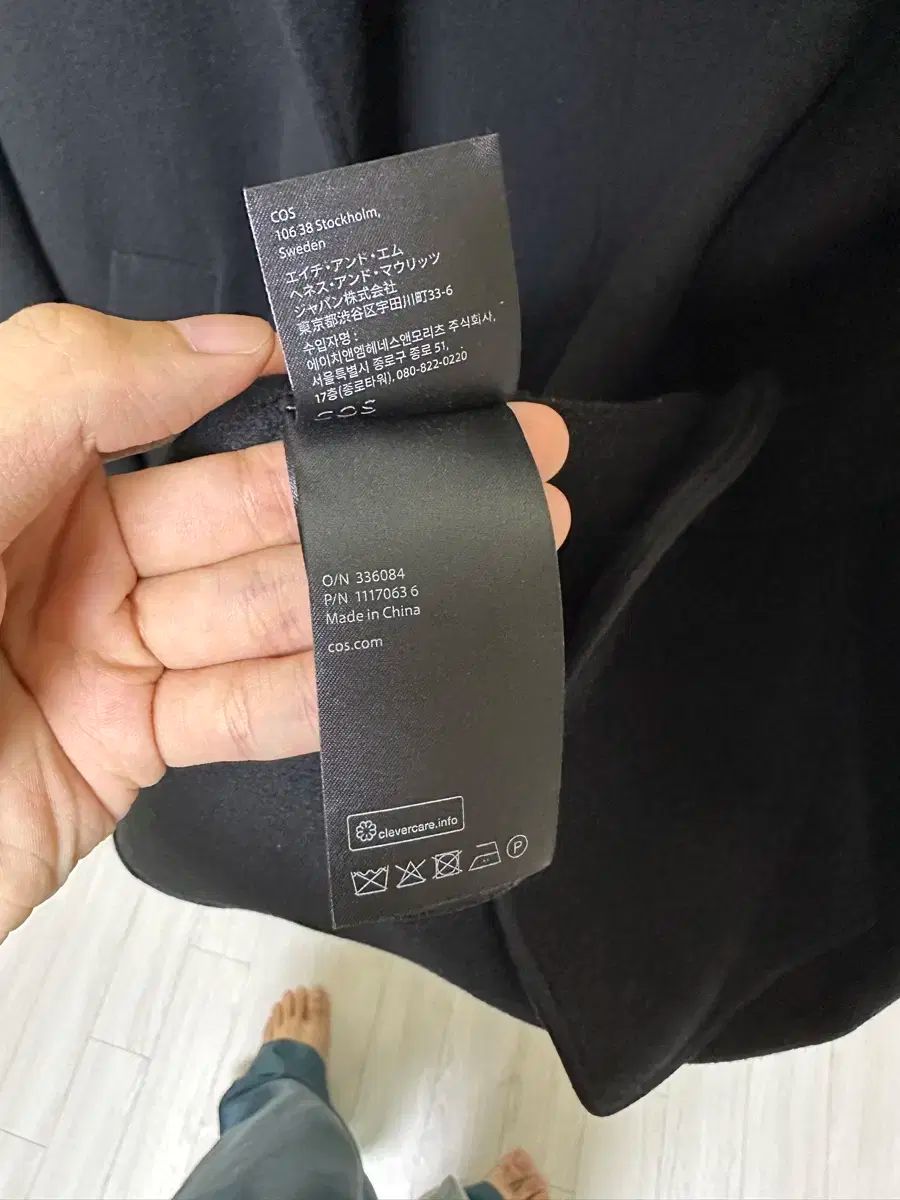 COS
106 38 Stockholm,
Sweden
エイチ・アンド・エム
ヘネス・アンド・マウリッツ
ジャパン株式会社
東京都渋谷区宇田川町33-6
수입자명 :
에이치앤엠헤네스앤모리츠 주식회사,
서울특별시 종로구 종로 51,
17층(종로타워), 080-822-0220
COS
O/N 336084
P/N 1117063 6
Made in China
cos.com
clevercare.info
P